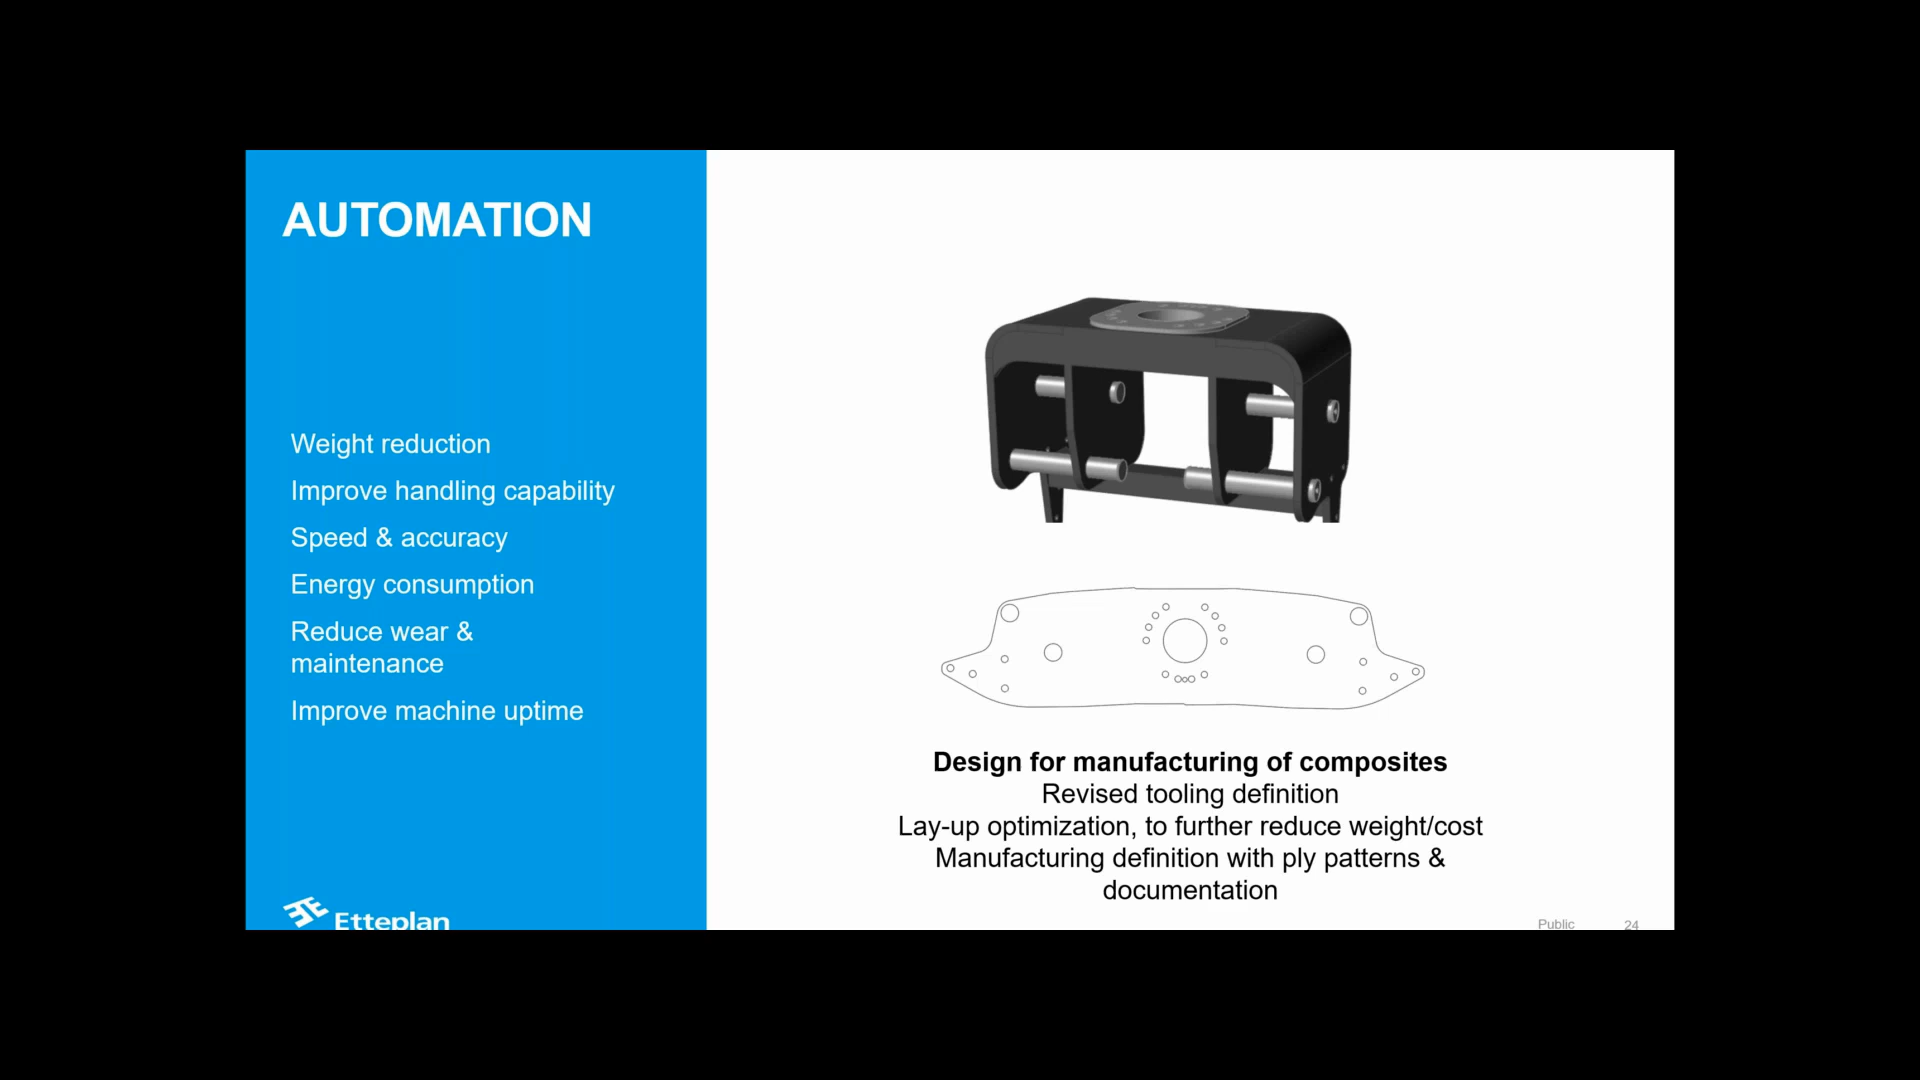 AUTOMATION
Weight reduction
Improve handling capability
Speed & accuracy
Energy consumption
Reduce wear &
maintenance
Improve machine uptime
Etteplan
Design for manufacturing of composites
Revised tooling definition
Lay-up optimization, to further reduce weight/cost
Manufacturing definition with ply patterns &
documentation
Public 24